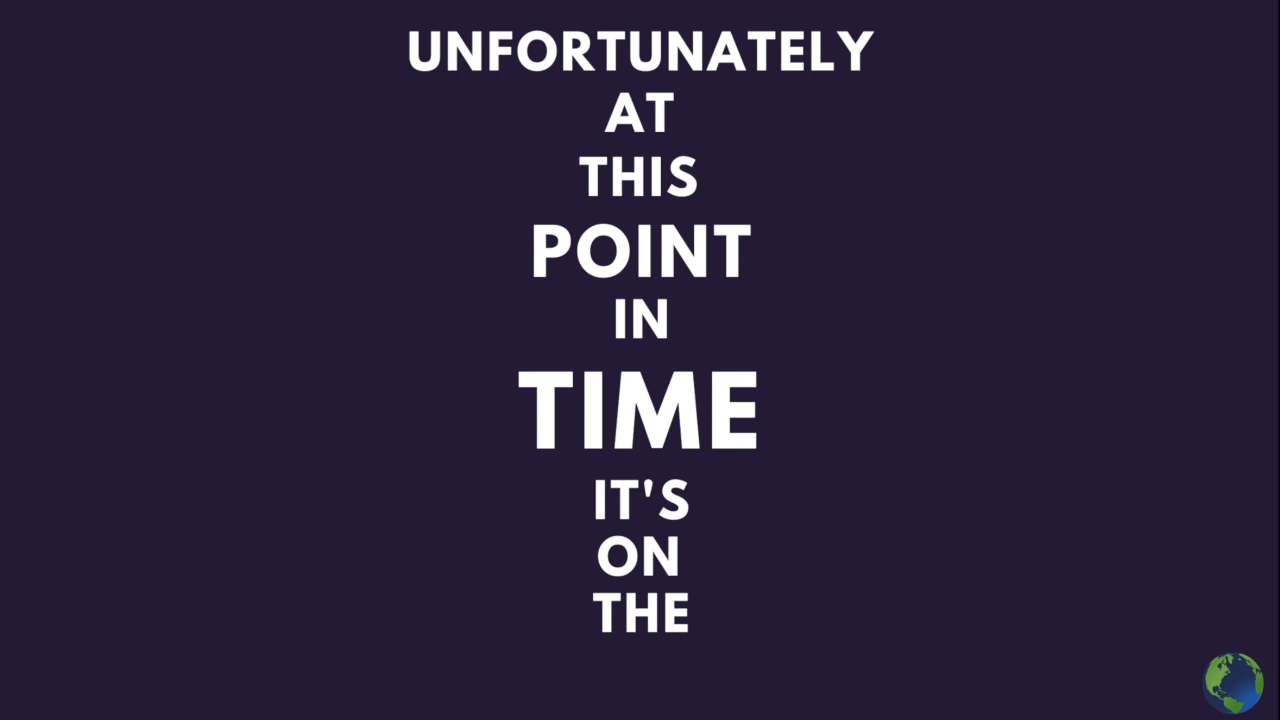 UNFORTUNATELY
AT
THIS
POINT
IN
TIME
IT'S
ON
THE